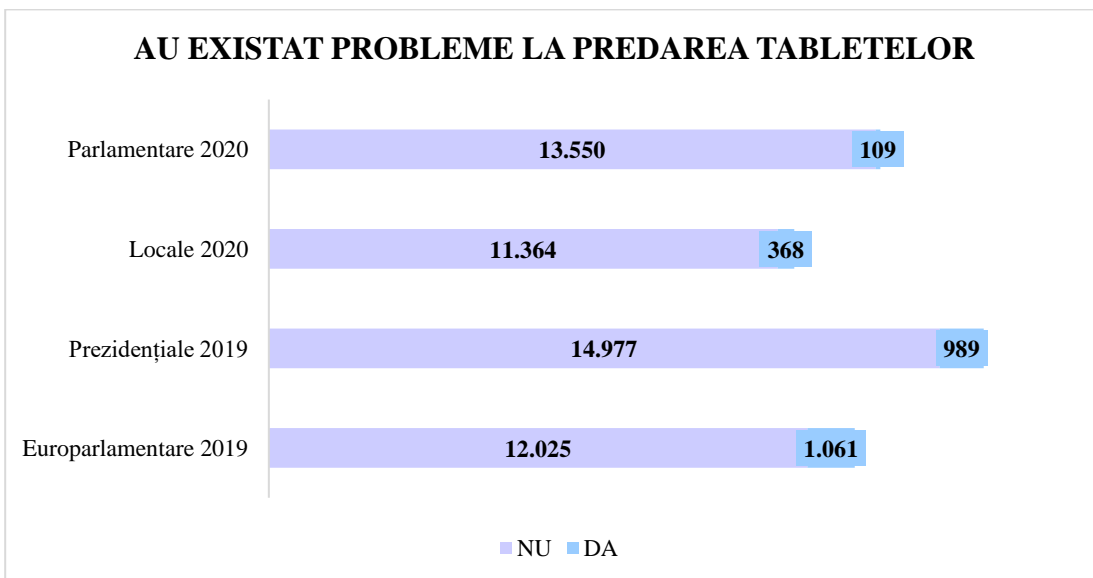 AU EXISTAT PROBLEME LA PREDAREA TABLETELOR
Parlamentare 2020 13.550 109
Locale 2020 11.364 368
Prezidențiale 2019 14.977 989
Europarlamentare 2019 12.025 1.061
NU DA